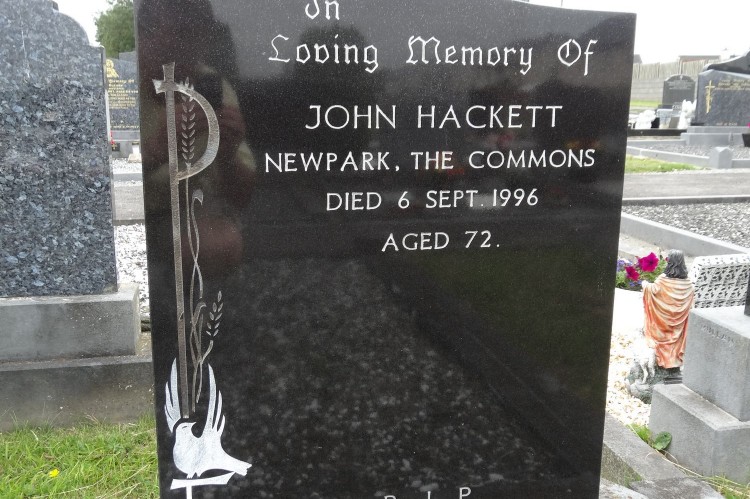 In
Loving Memory Of
JOHN HACKETT
NEWPARK, THE COMMONS
DIED 6 SEPT. 1996
AGED 72.
R. I. P.